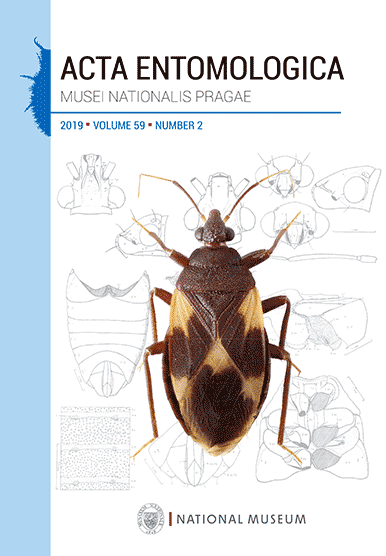 ACTA ENTOMOLOGICA
MUSEI NATIONALIS PRAGAE
2019 ▪ VOLUME 59 ▪ NUMBER 2
NATIONAL MUSEUM